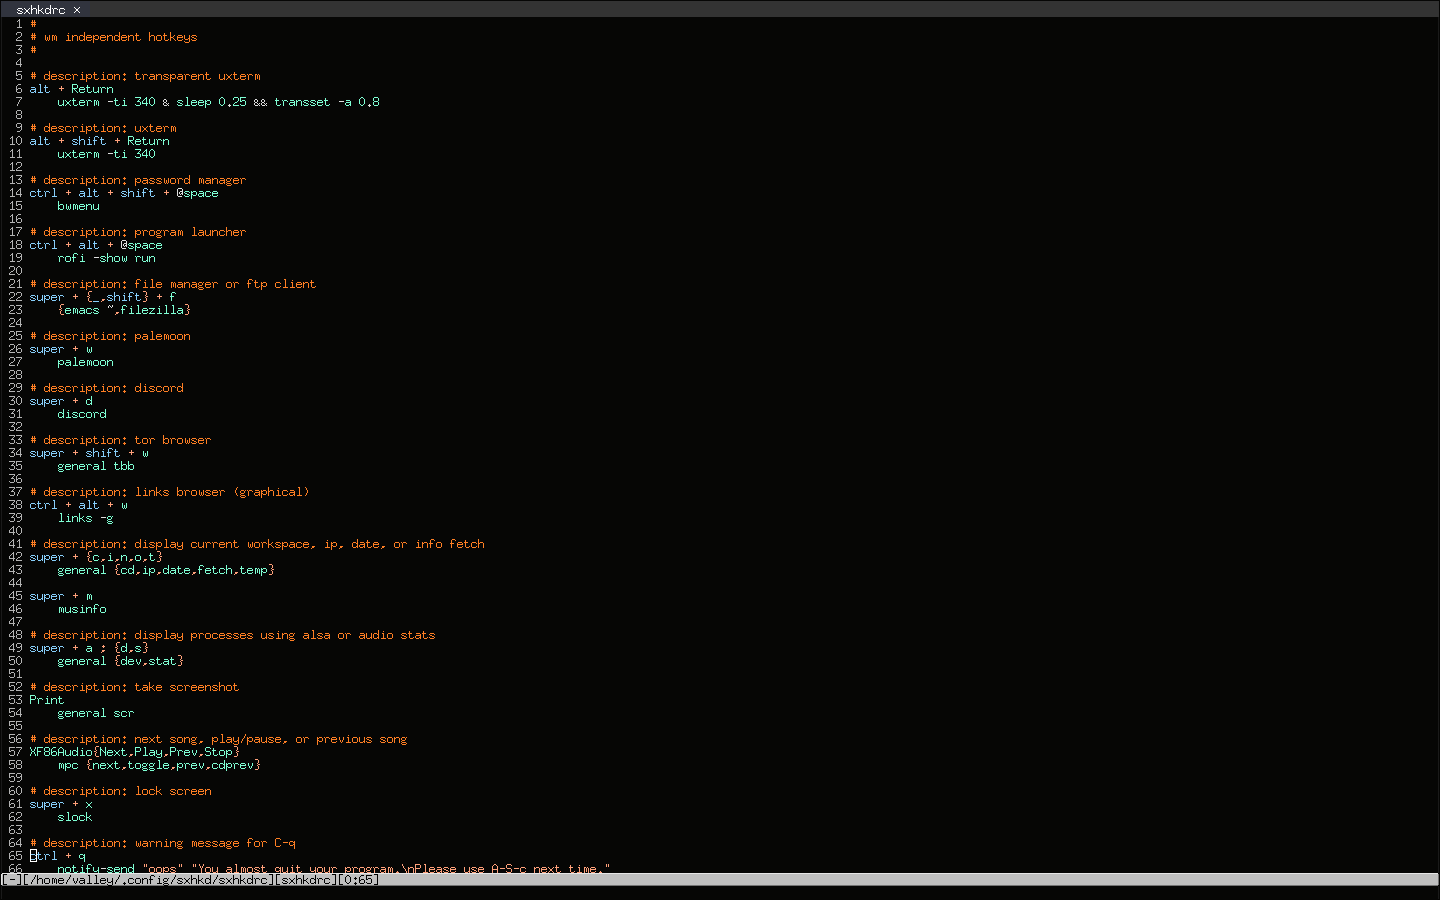 sxhkdrc ×
1 #
2 # wm independent hotkeys
3 #
4
5 # description: transparent uxterm
6 alt + Return
7     uxterm -ti 340 & sleep 0.25 && transset -a 0.8
8
9 # description: uxterm
10 alt + shift + Return
11     uxterm -ti 340
12
13 # description: password manager
14 ctrl + alt + shift + @space
15     bwmenu
16
17 # description: program launcher
18 ctrl + alt + @space
19     rofi -show run
20
21 # description: file manager or ftp client
22 super + {_,shift} + f
23     {emacs ~,filezilla}
24
25 # description: palemoon
26 super + w
27     palemoon
28
29 # description: discord
30 super + d
31     discord
32
33 # description: tor browser
34 super + shift + w
35     general tbb
36
37 # description: links browser (graphical)
38 ctrl + alt + w
39     links -g
40
41 # description: display current workspace, ip, date, or info fetch
42 super + {c,i,n,o,t}
43     general {cd,ip,date,fetch,temp}
44
45 super + m
46     musinfo
47
48 # description: display processes using alsa or audio stats
49 super + a : {d,s}
50     general {dev,stat}
51
52 # description: take screenshot
53 Print
54     general scr
55
56 # description: next song, play/pause, or previous song
57 XF86Audio{Next,Play,Prev,Stop}
58     mpc {next,toggle,prev,cdprev}
59
60 # description: lock screen
61 super + x
62     slock
63
64 # description: warning message for C-q
65 ctrl + q
66     notify-send "oops" "You almost quit your program.\nPlease use A-S-c next time."
[-][/home/valley/.config/sxhkd/sxhkdrc][sxhkdrc][0:65]